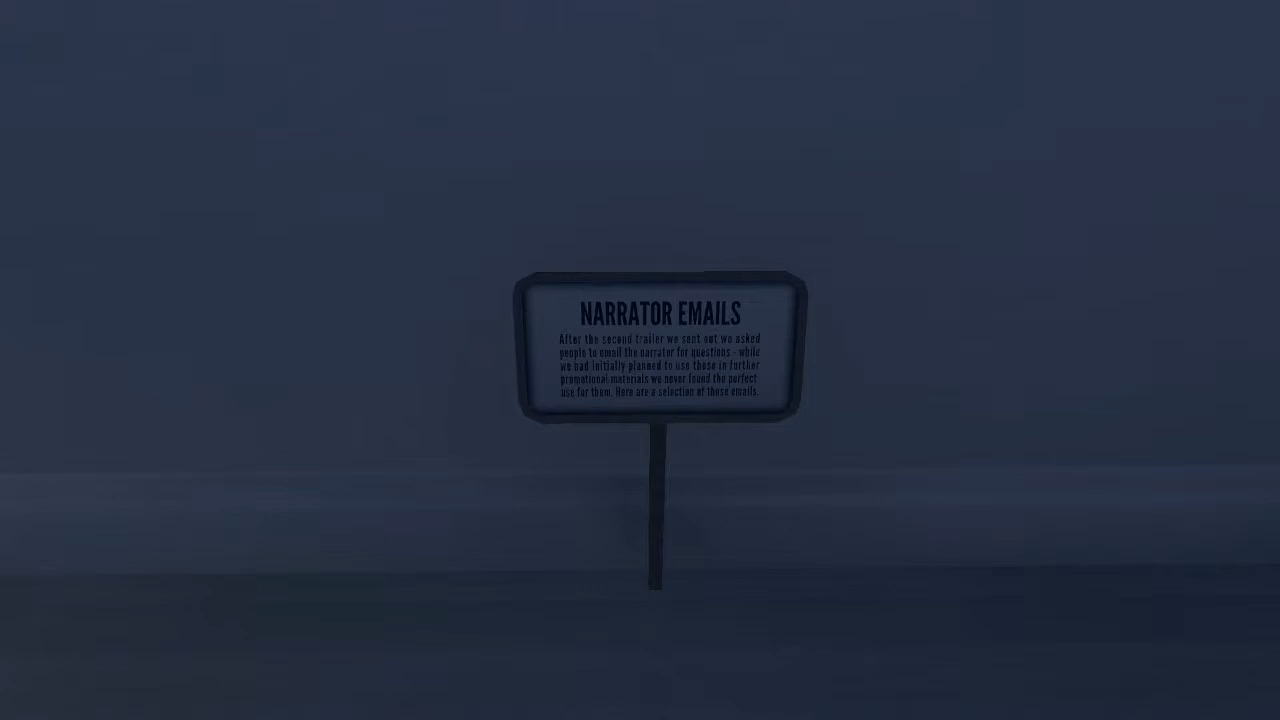 NARRATOR EMAILS
After the second trailer we sent out we asked
people to email the narrator for questions - while
we had initially planned to use these in further
promotional materials we never found the perfect
use for them. Here are a selection of those emails.